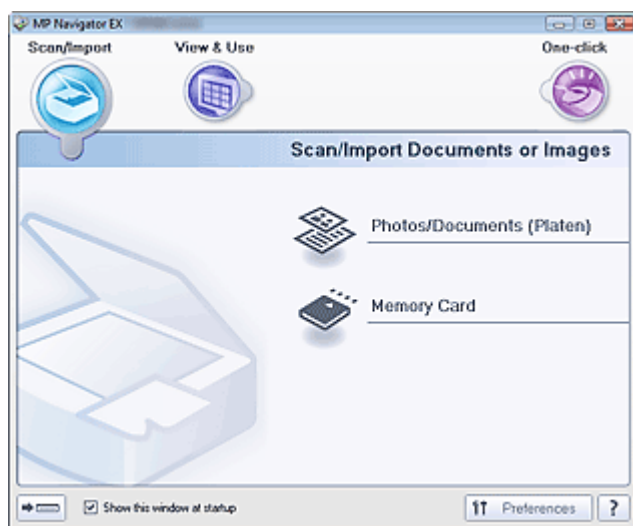 MP Navigator EX
Scan/Import View & Use One-click
Scan/Import Documents or Images
Photos/Documents (Platen)
Memory Card
Show this window at startup
Preferences ?